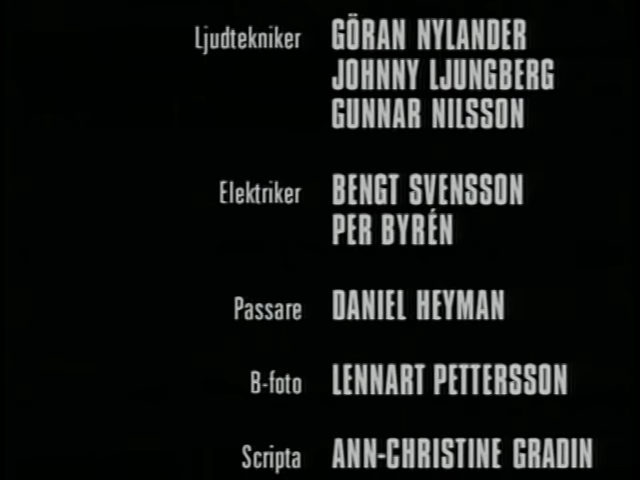 Ljudtekniker GÖRAN NYLANDER
JOHNNY LJUNGBERG
GUNNAR NILSSON
Elektriker BENGT SVENSSON
PER BYRÉN
Passare DANIEL HEYMAN
B-foto LENNART PETTERSSON
Scripta ANN-CHRISTINE GRADIN